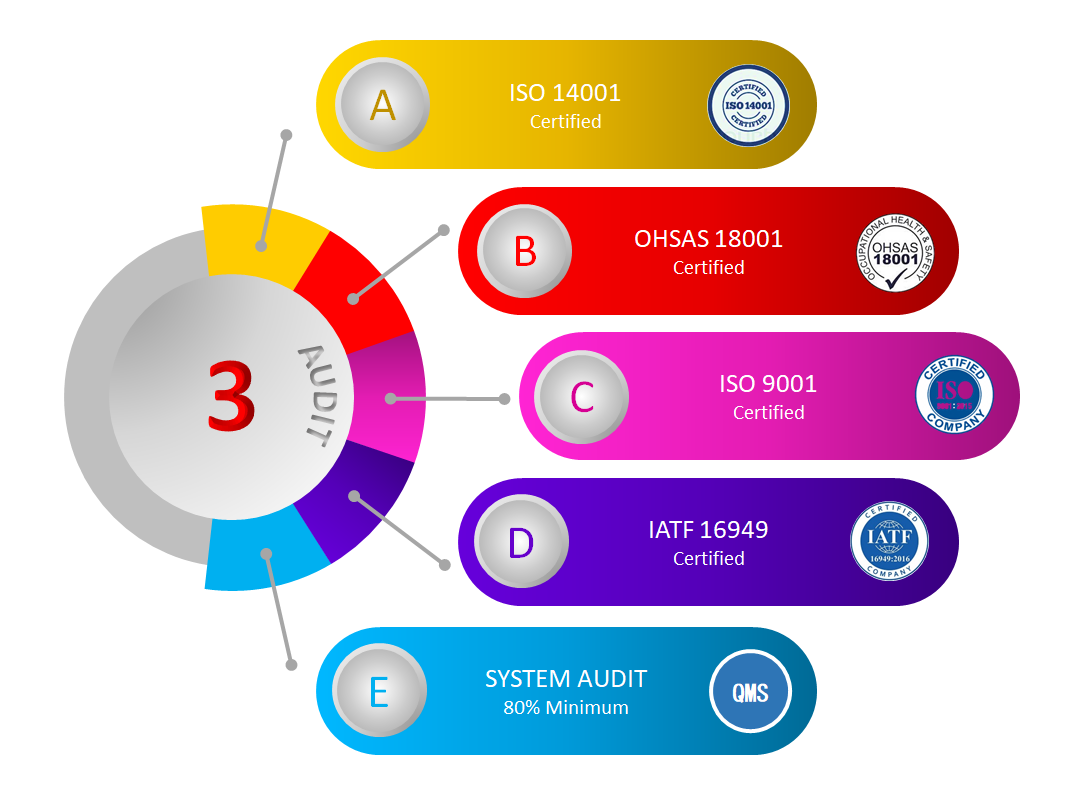 3
AUDIT
A
ISO 14001
Certified
CERTIFIED
ISO 14001
CERTIFIED
B
OHSAS 18001
Certified
OCCUPATIONAL HEALTH & SAFETY
OHSAS
18001
C
ISO 9001
Certified
CERTIFIED
ISO
COMPANY
D
IATF 16949
Certified
CERTIFIED
IATF
16949:2016
COMPANY
E
SYSTEM AUDIT
80% Minimum
QMS